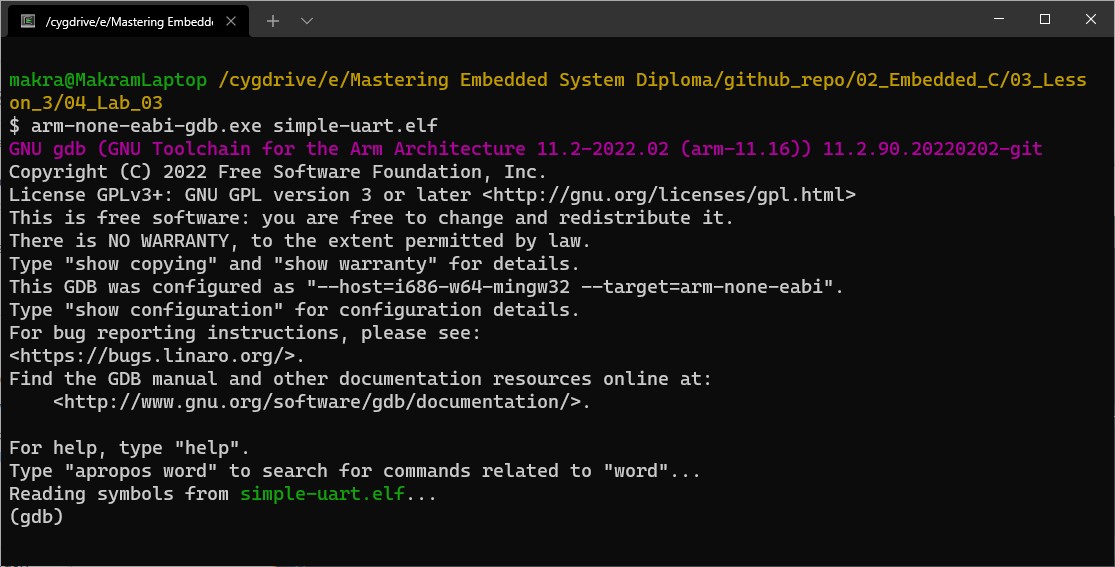 /cygdrive/e/Mastering Embedd
makra@MakramLaptop /cygdrive/e/Mastering Embedded System Diploma/github_repo/02_Embedded_C/03_Less
on_3/04_Lab_03
$ arm-none-eabi-gdb.exe simple-uart.elf
GNU gdb (GNU Toolchain for the Arm Architecture 11.2-2022.02 (arm-11.16)) 11.2.90.20220202-git
Copyright (C) 2022 Free Software Foundation, Inc.
License GPLv3+: GNU GPL version 3 or later <http://gnu.org/licenses/gpl.html>
This is free software: you are free to change and redistribute it.
There is NO WARRANTY, to the extent permitted by law.
Type "show copying" and "show warranty" for details.
This GDB was configured as "--host=i686-w64-mingw32 --target=arm-none-eabi".
Type "show configuration" for configuration details.
For bug reporting instructions, please see:
<https://bugs.linaro.org/>.
Find the GDB manual and other documentation resources online at:
    <http://www.gnu.org/software/gdb/documentation/>.
For help, type "help".
Type "apropos word" to search for commands related to "word"...
Reading symbols from simple-uart.elf...
(gdb)